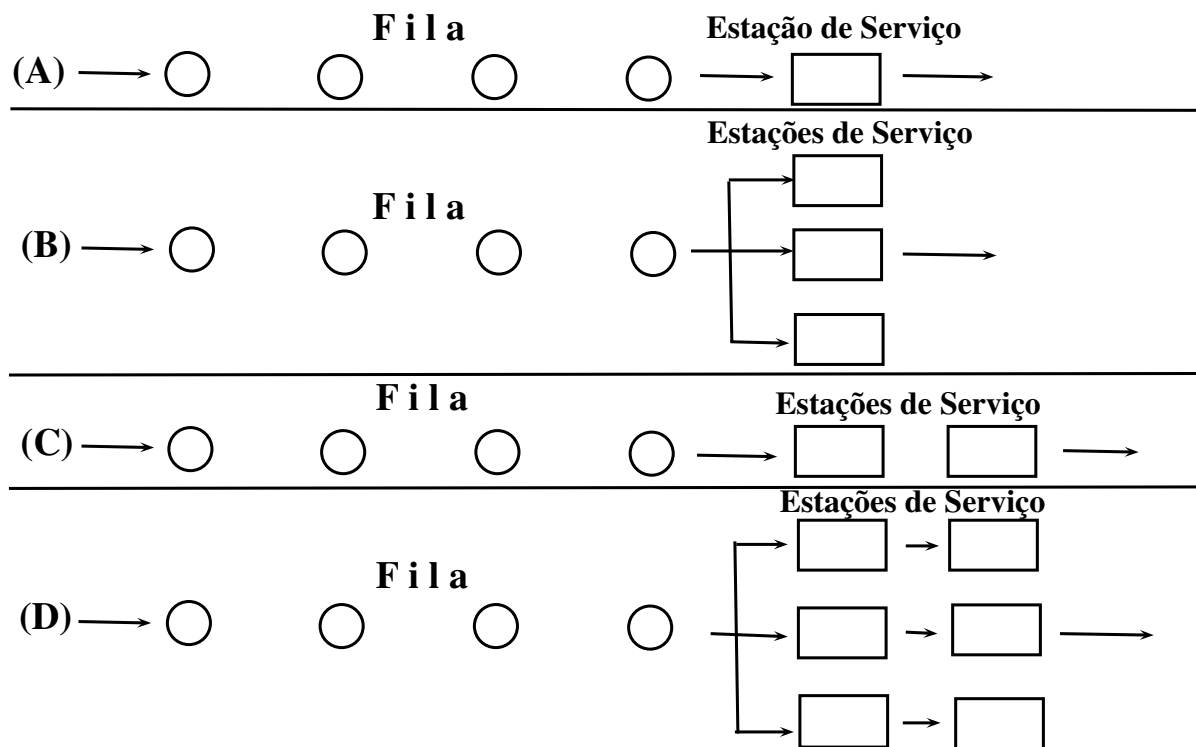 F i l a
Estação de Serviço
(A)
Estações de Serviço
F i l a
(B)
F i l a
Estações de Serviço
(C)
Estações de Serviço
F i l a
(D)